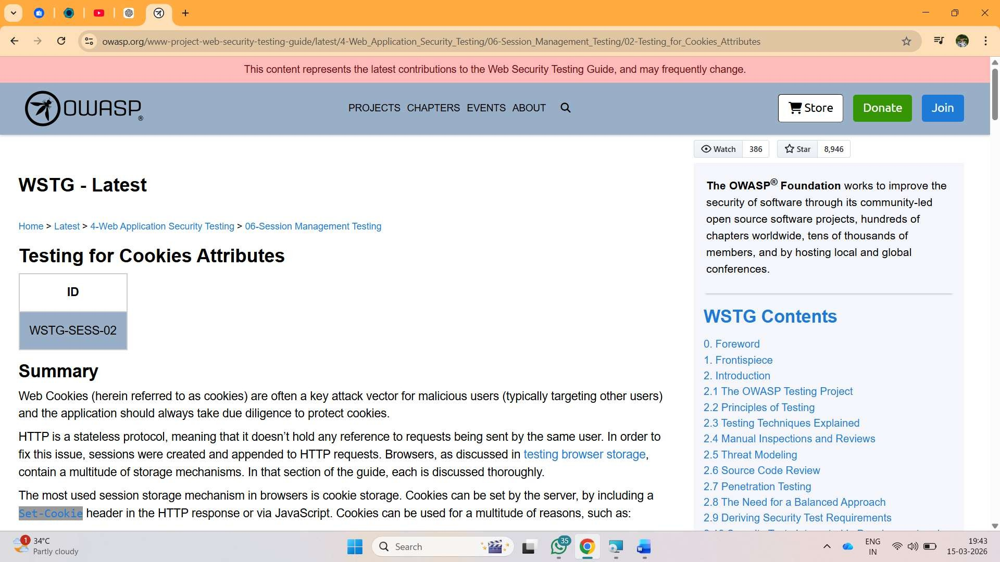 owasp.org/www-project-web-security-testing-guide/latest/4-Web_Application_Security_Testing/06-Session_Management_Testing/02-Testing_for_Cookies_Attributes
This content represents the latest contributions to the Web Security Testing Guide, and may frequently change.
OWASP®
PROJECTS CHAPTERS EVENTS ABOUT
Store
Donate
Join
Watch 386
Star 8,946
WSTG - Latest
Home > Latest > 4-Web Application Security Testing > 06-Session Management Testing
Testing for Cookies Attributes
ID
WSTG-SESS-02
Summary
Web Cookies (herein referred to as cookies) are often a key attack vector for malicious users (typically targeting other users)
and the application should always take due diligence to protect cookies.
HTTP is a stateless protocol, meaning that it doesn’t hold any reference to requests being sent by the same user. In order to
fix this issue, sessions were created and appended to HTTP requests. Browsers, as discussed in testing browser storage,
contain a multitude of storage mechanisms. In that section of the guide, each is discussed thoroughly.
The most used session storage mechanism in browsers is cookie storage. Cookies can be set by the server, by including a
Set-Cookie header in the HTTP response or via JavaScript. Cookies can be used for a multitude of reasons, such as:
The OWASP® Foundation works to improve the
security of software through its community-led
open source software projects, hundreds of
chapters worldwide, tens of thousands of
members, and by hosting local and global
conferences.
WSTG Contents
0. Foreword
1. Frontispiece
2. Introduction
2.1 The OWASP Testing Project
2.2 Principles of Testing
2.3 Testing Techniques Explained
2.4 Manual Inspections and Reviews
2.5 Threat Modeling
2.6 Source Code Review
2.7 Penetration Testing
2.8 The Need for a Balanced Approach
2.9 Deriving Security Test Requirements
1
34°C
Partly cloudy
Search
35
W
ENG
IN
19:43
15-03-2026